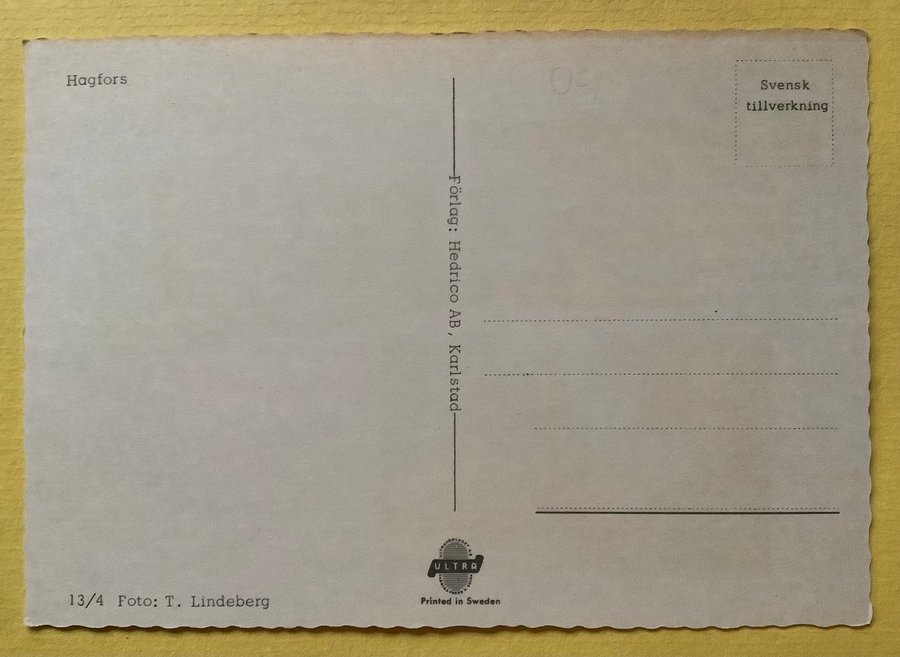 Hagfors
Svensk
tillverkning
Förlag: Hedrico AB, Karlstad
ULTRA
Printed in Sweden
13/4 Foto: T. Lindeberg